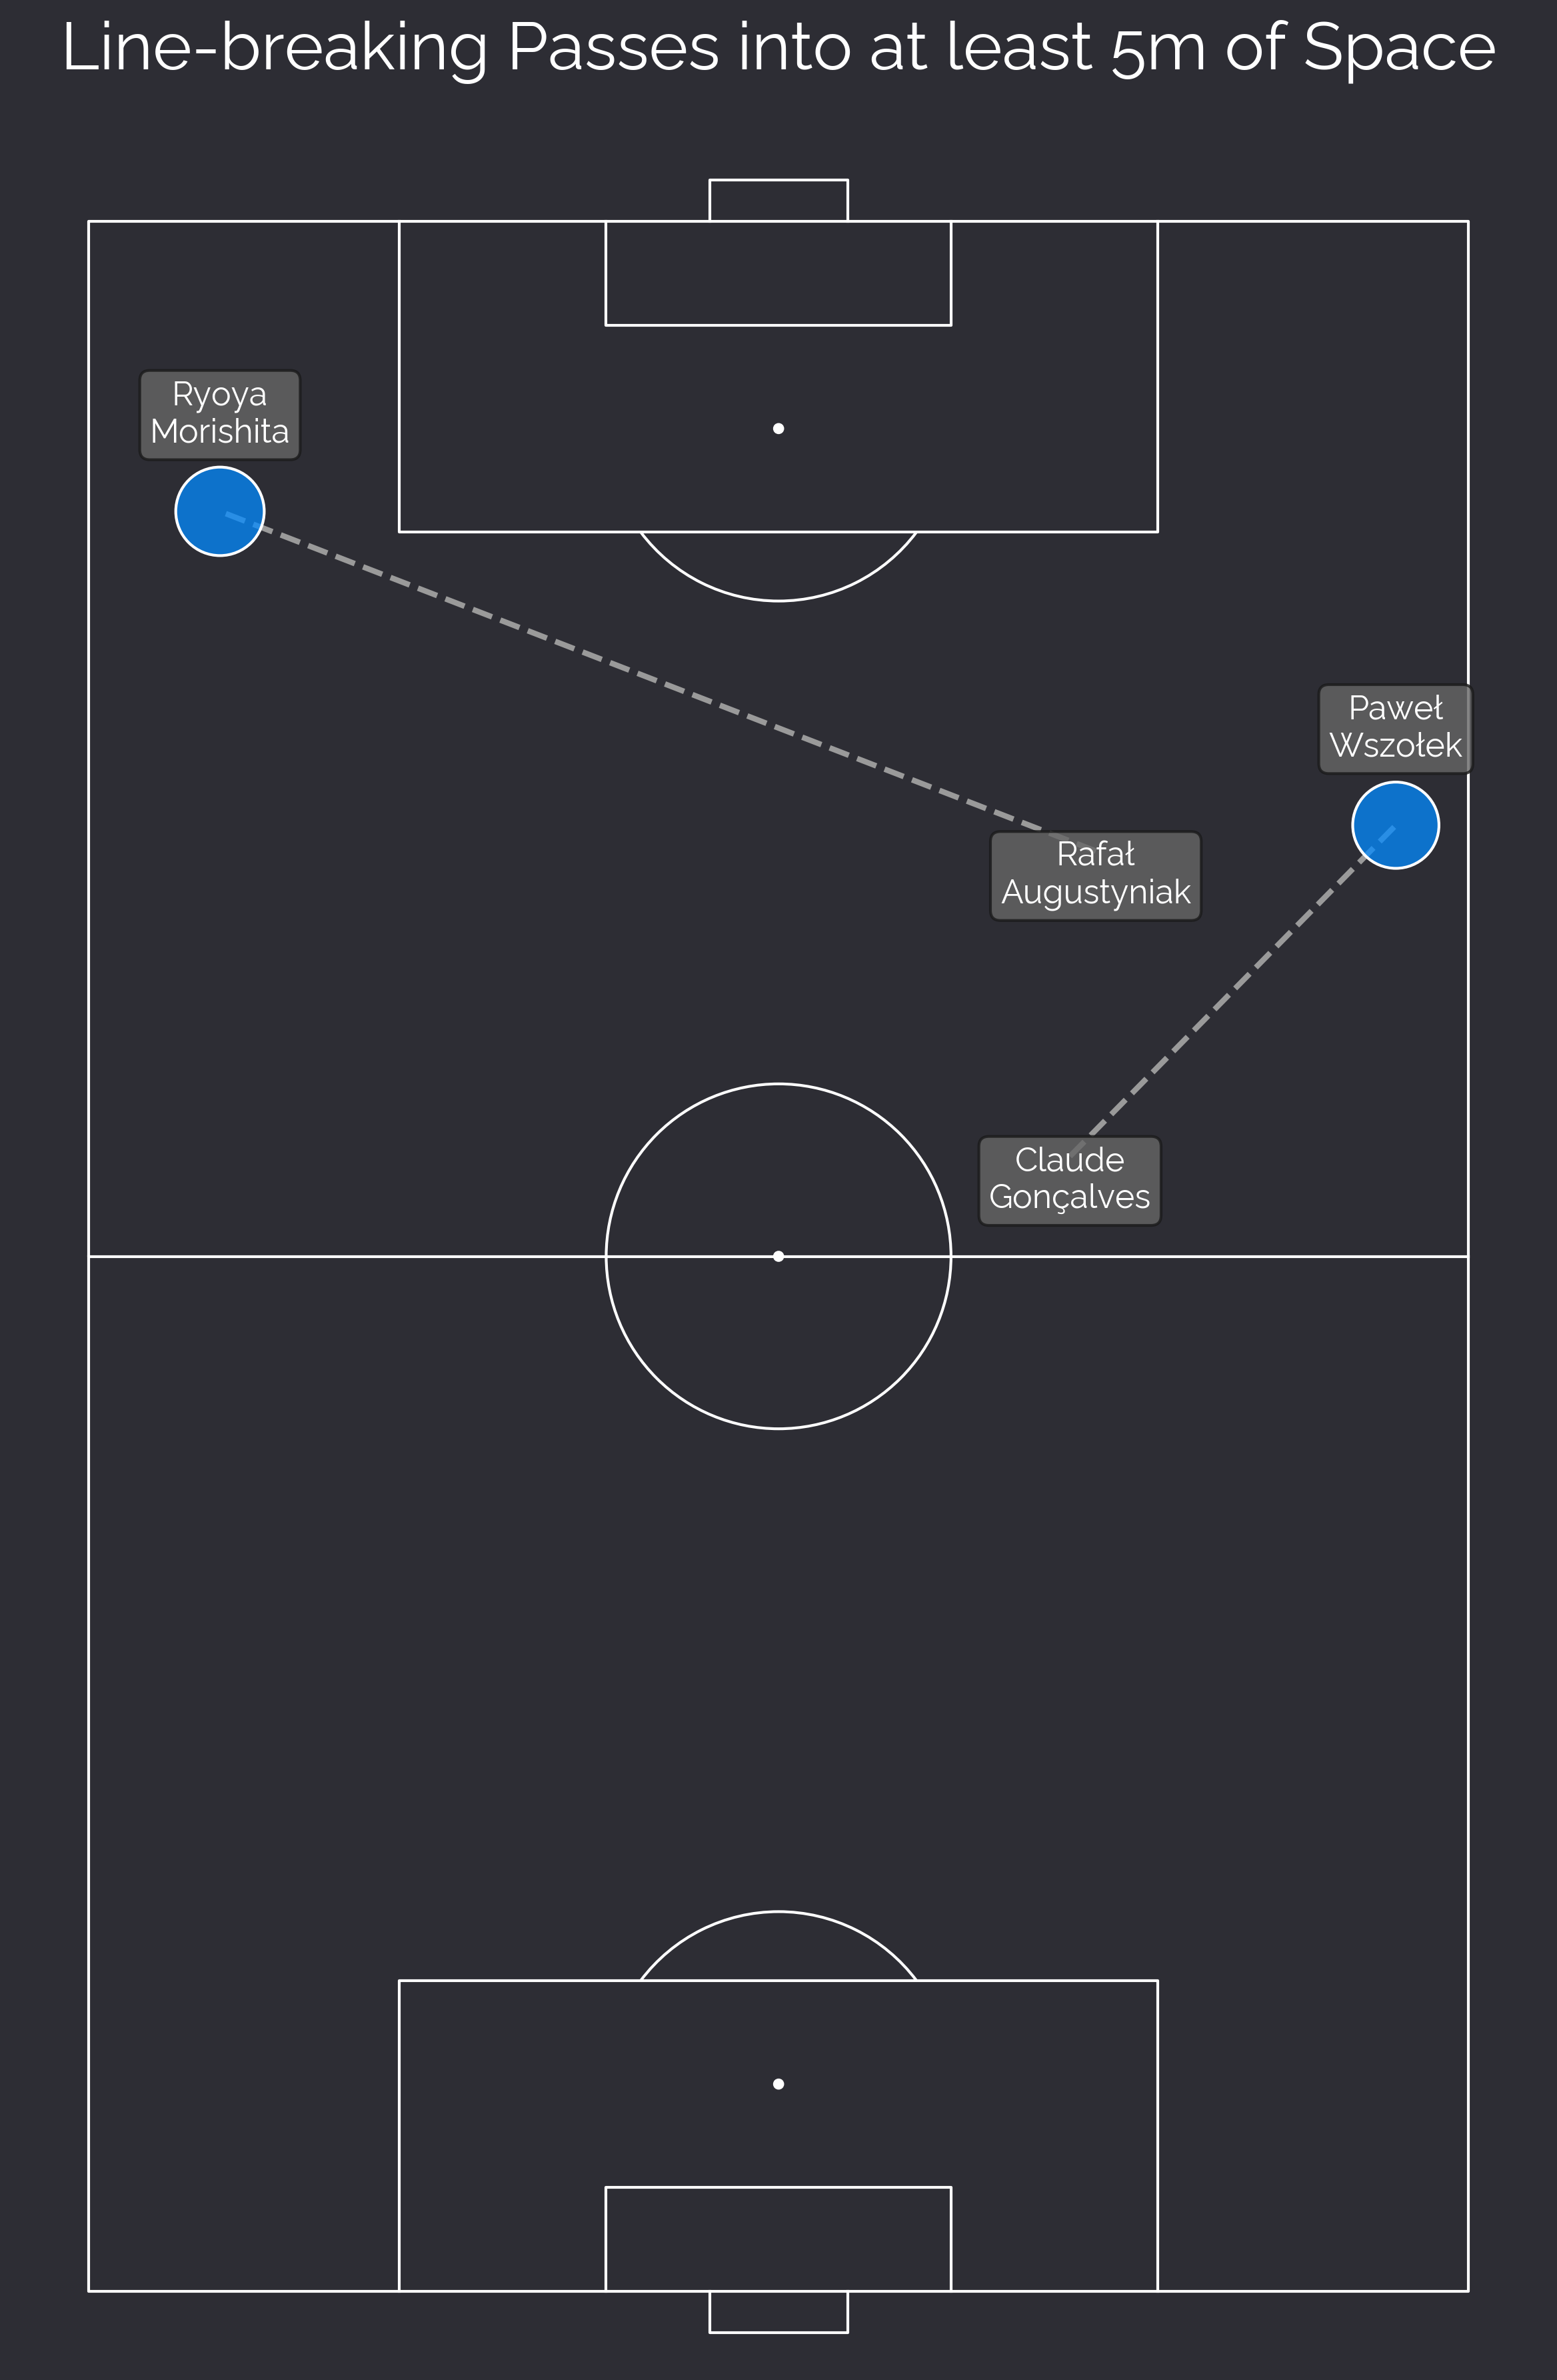 Line-breaking Passes into at least 5m of Space
Ryoya
Morishita
Paweł
Wszołek
Rafał
Augustyniak
Claude
Gonçalves